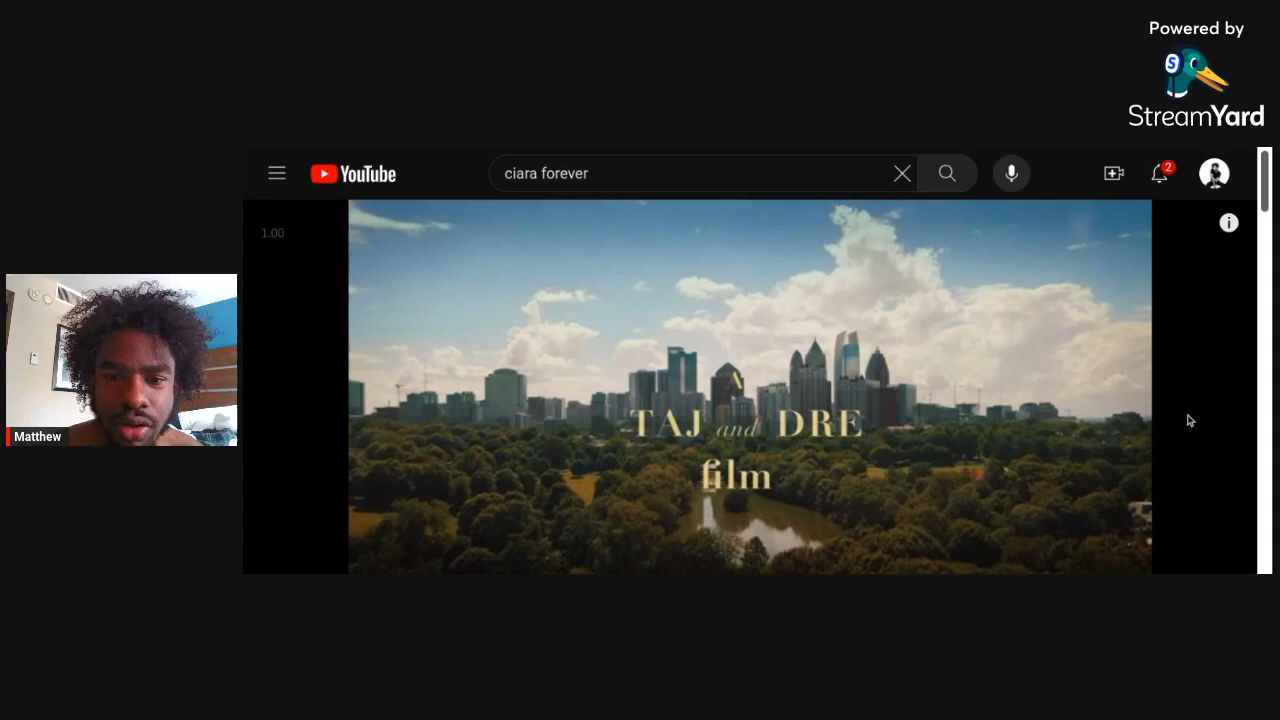 Powered by
StreamYard
YouTube
ciara forever
2
1.00
A
TAJ and DRE
film
Matthew